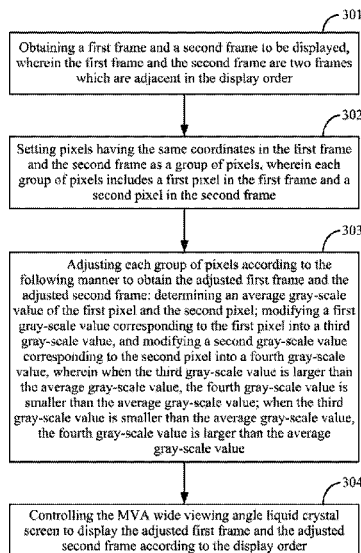 301
Obtaining a first frame and a second frame to be displayed,
wherein the first frame and the second frame are two frames
which are adjacent in the display order
302
Setting pixels having the same coordinates in the first frame
and the second frame as a group of pixels, wherein each
group of pixels includes a first pixel in the first frame and a
second pixel in the second frame
303
Adjusting each group of pixels according to the
following manner to obtain the adjusted first frame and the
adjusted second frame: determining an average gray-scale
value of the first pixel and the second pixel; modifying a first
gray-scale value corresponding to the first pixel into a third
gray-scale value, and modifying a second gray-scale value
corresponding to the second pixel into a fourth gray-scale
value, wherein when the third gray-scale value is larger than
the average gray-scale value, the fourth gray-scale value is
smaller than the average gray-scale value; when the third
gray-scale value is smaller than the average gray-scale value,
the fourth gray-scale value is larger than the average
gray-scale value
304
Controlling the MVA wide viewing angle liquid crystal
screen to display the adjusted first frame and the adjusted
second frame according to the display order